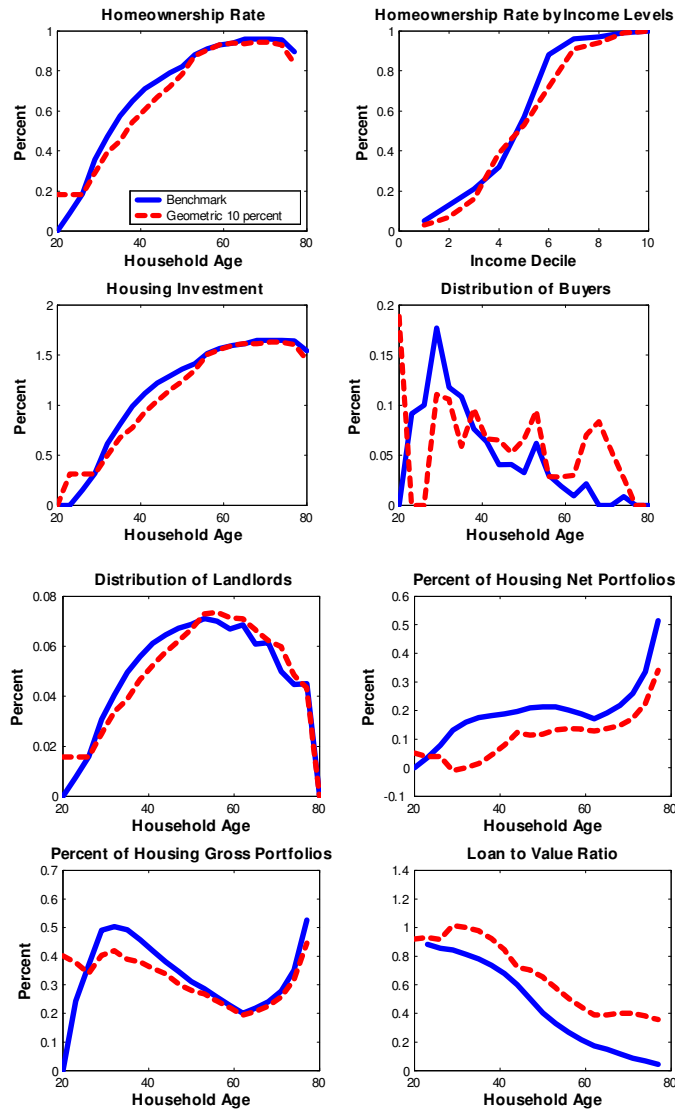 Homeownership Rate
1
0.8
0.6
0.4
0.2
0
Percent
20 40 60 80
Household Age
Benchmark
Geometric 10 percent
Homeownership Rate by Income Levels
1
0.8
0.6
0.4
0.2
0
Percent
0 2 4 6 8 10
Income Decile
Housing Investment
2
1.5
1
0.5
0
Percent
20 40 60 80
Household Age
Distribution of Buyers
0.2
0.15
0.1
0.05
0
Percent
20 40 60 80
Household Age
Distribution of Landlords
0.08
0.06
0.04
0.02
0
Percent
20 40 60 80
Household Age
Percent of Housing Net Portfolios
0.6
0.5
0.4
0.3
0.2
0.1
0
-0.1
Percent
20 40 60 80
Household Age
Percent of Housing Gross Portfolios
0.7
0.6
0.5
0.4
0.3
0.2
0.1
0
Percent
20 40 60 80
Household Age
Loan to Value Ratio
1.4
1.2
1
0.8
0.6
0.4
0.2
0
Percent
20 40 60 80
Household Age